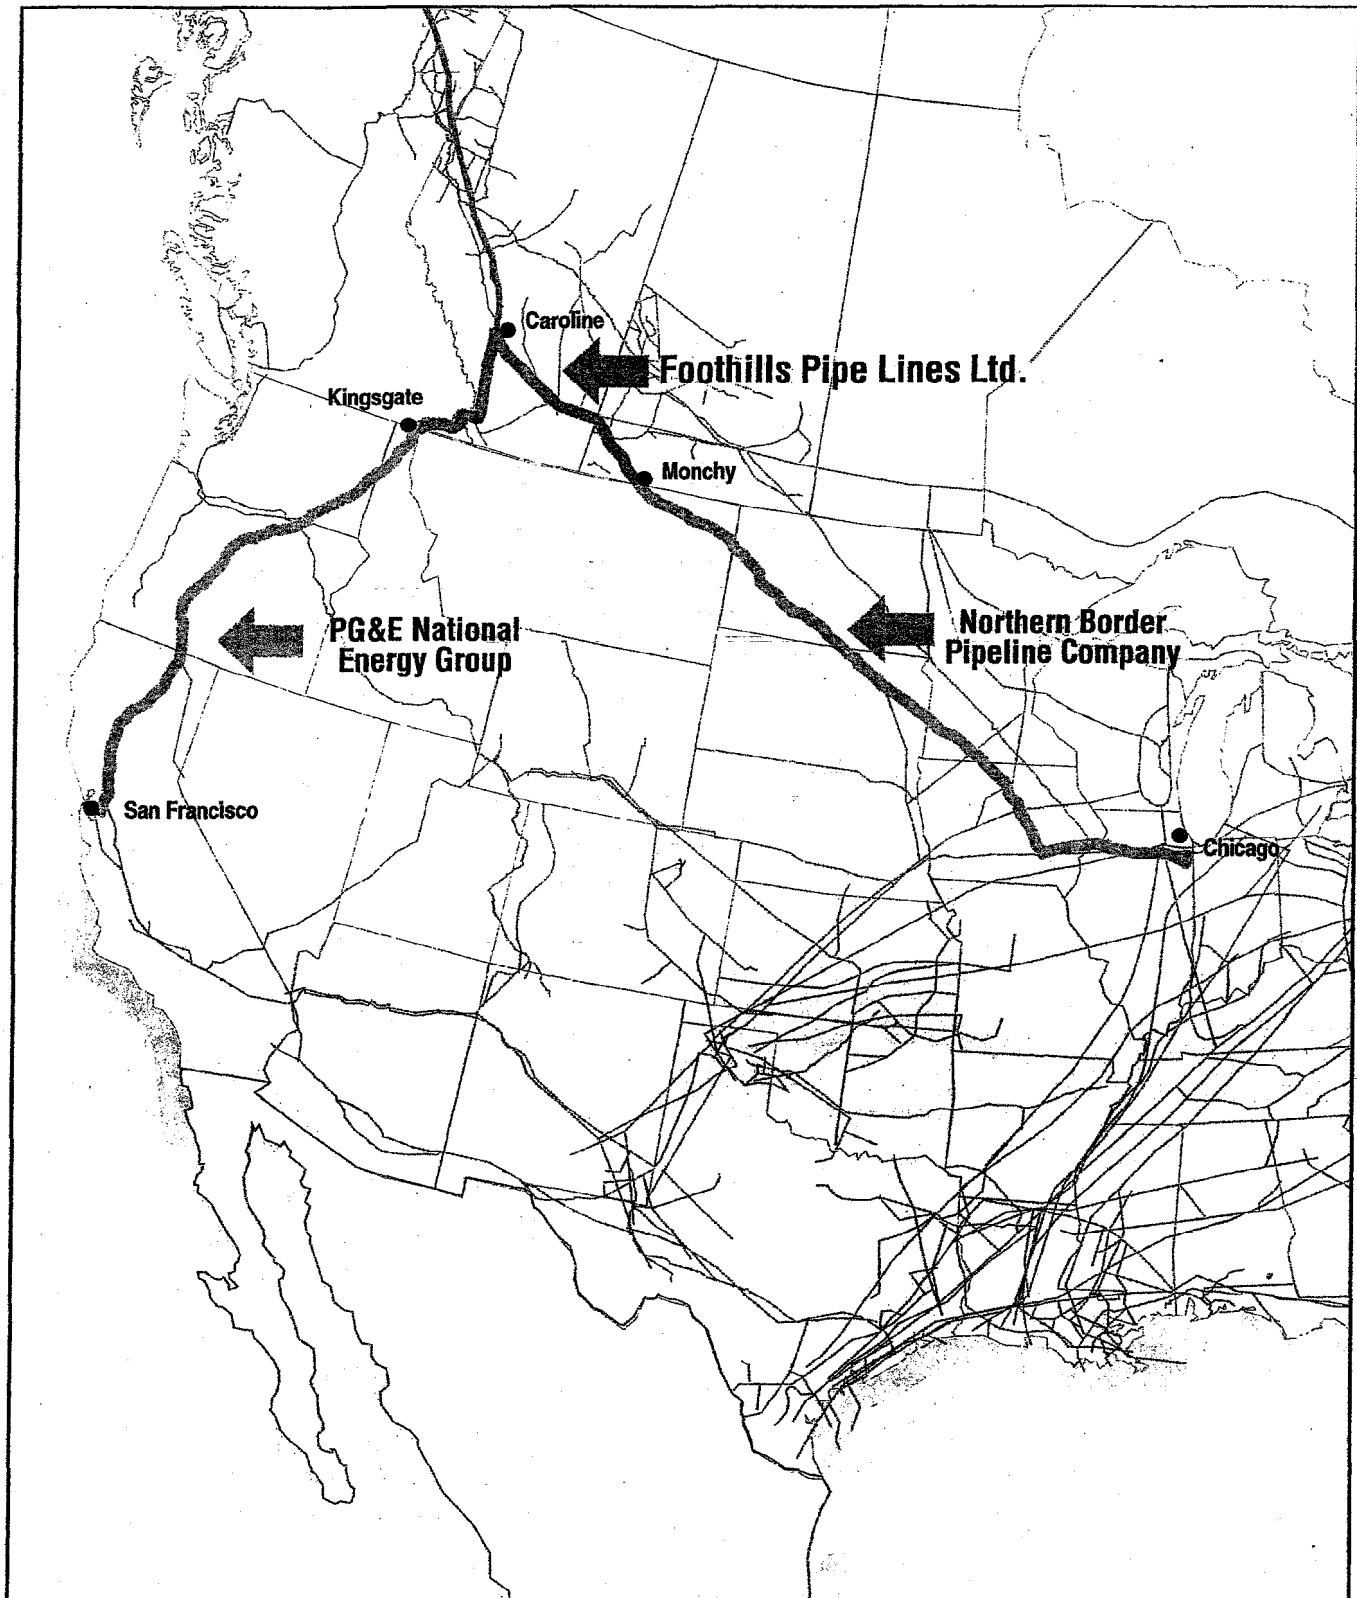 Caroline
Foothills Pipe Lines Ltd.
Kingsgate
Monchy
PG&E National
Energy Group
Northern Border
Pipeline Company
San Francisco
Chicago